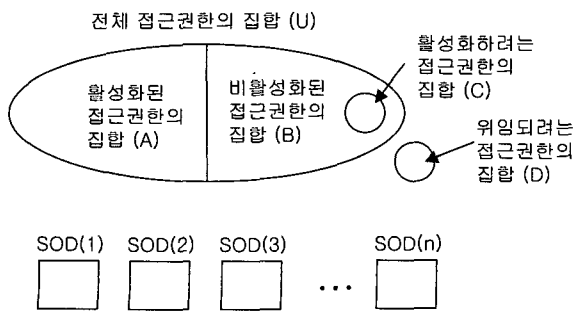 전체 접근권한의 집합 (U)
활성화하려는
접근권한의
집합 (C)
활성화된
접근권한의
집합 (A)
비활성화된
접근권한의
집합 (B)
위임되려는
접근권한의
집합 (D)
SOD(1) SOD(2) SOD(3) SOD(n)
...